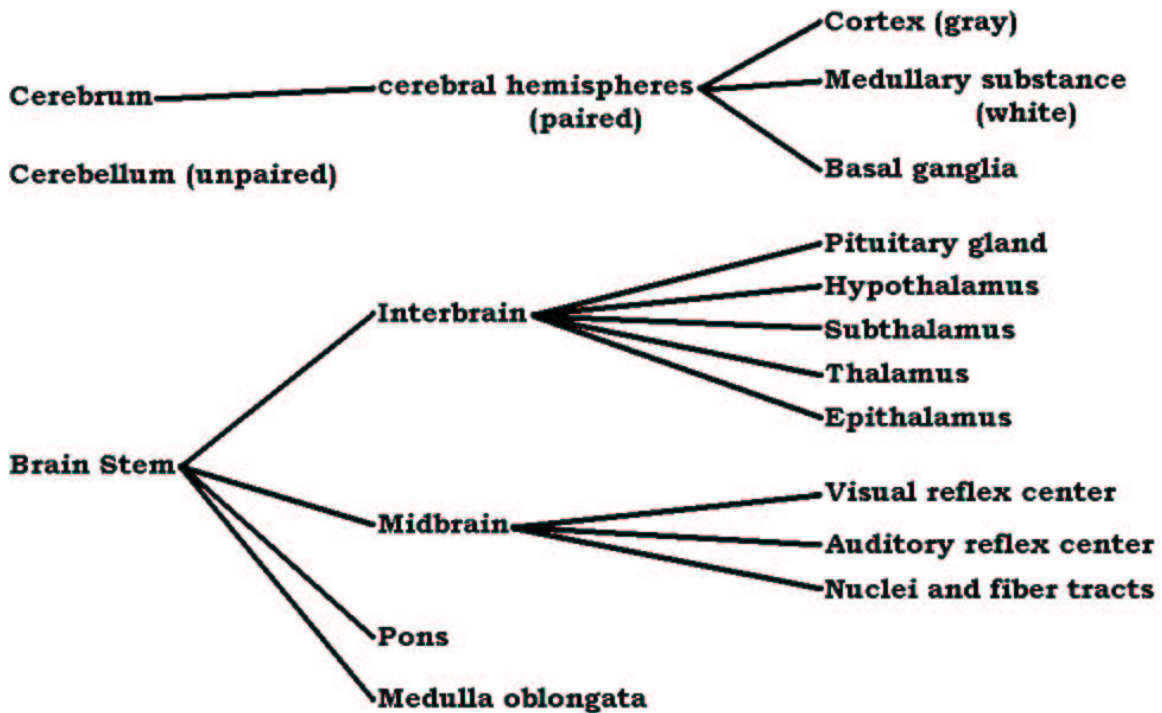 Cortex (gray)
Cerebrum
cerebral hemispheres
(paired)
Medullary substance
(white)
Cerebellum (unpaired)
Basal ganglia
Pituitary gland
Interbrain
Hypothalamus
Subthalamus
Thalamus
Epithalamus
Brain Stem
Midbrain
Visual reflex center
Auditory reflex center
Nuclei and fiber tracts
Pons
Medulla oblongata